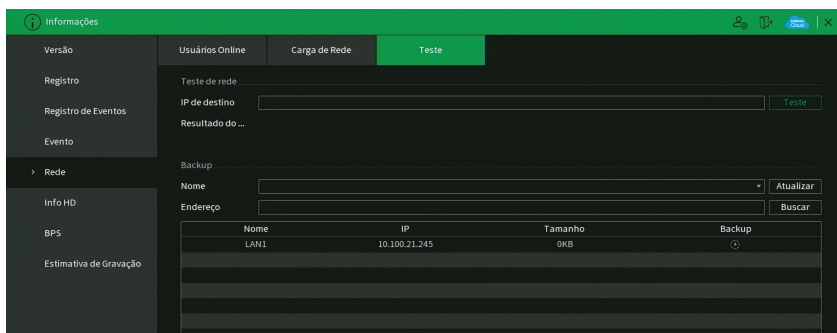 Informações
Cloud
Versão
Registro
Registro de Eventos
Evento
Rede
Info HD
BPS
Estimativa de Gravação
Usuários Online
Carga de Rede
Teste
Teste de rede
IP de destino
Teste
Resultado do ...
Backup
Nome
Atualizar
Endereço
Buscar
Nome IP Tamanho Backup
LAN1 10.100.21.245 0KB